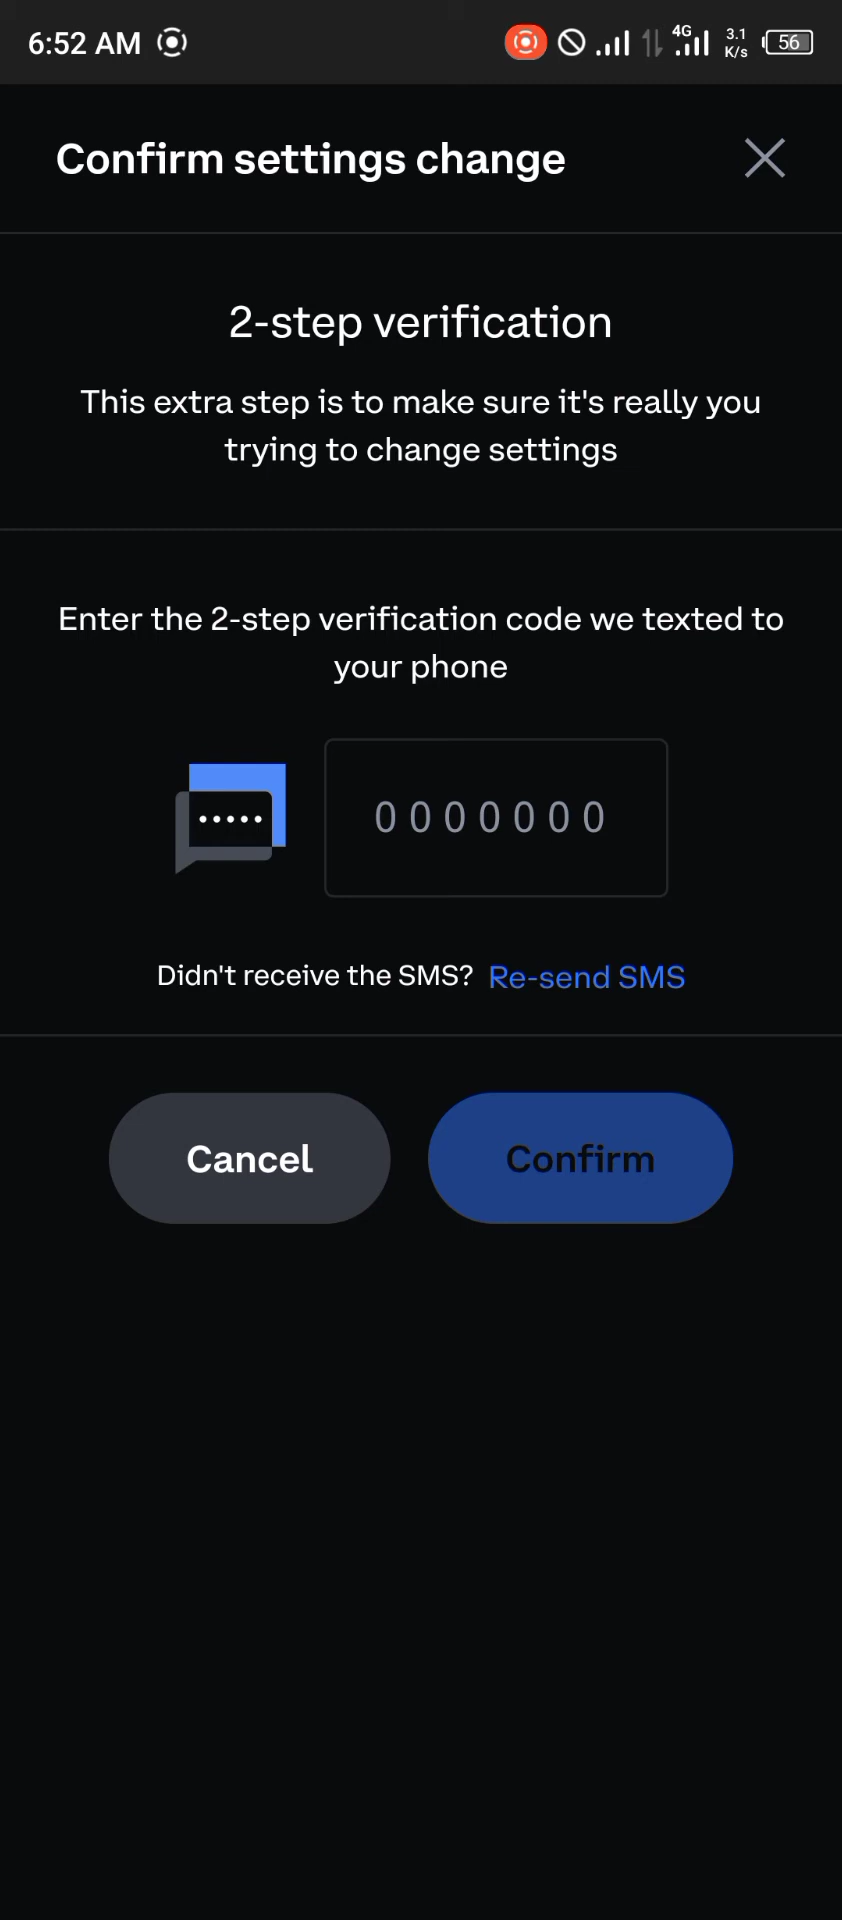 6:52 AM
4G
3.1
K/s
56
Confirm settings change
2-step verification
This extra step is to make sure it's really you
trying to change settings
Enter the 2-step verification code we texted to
your phone
0000000
Didn't receive the SMS? Re-send SMS
Cancel
Confirm